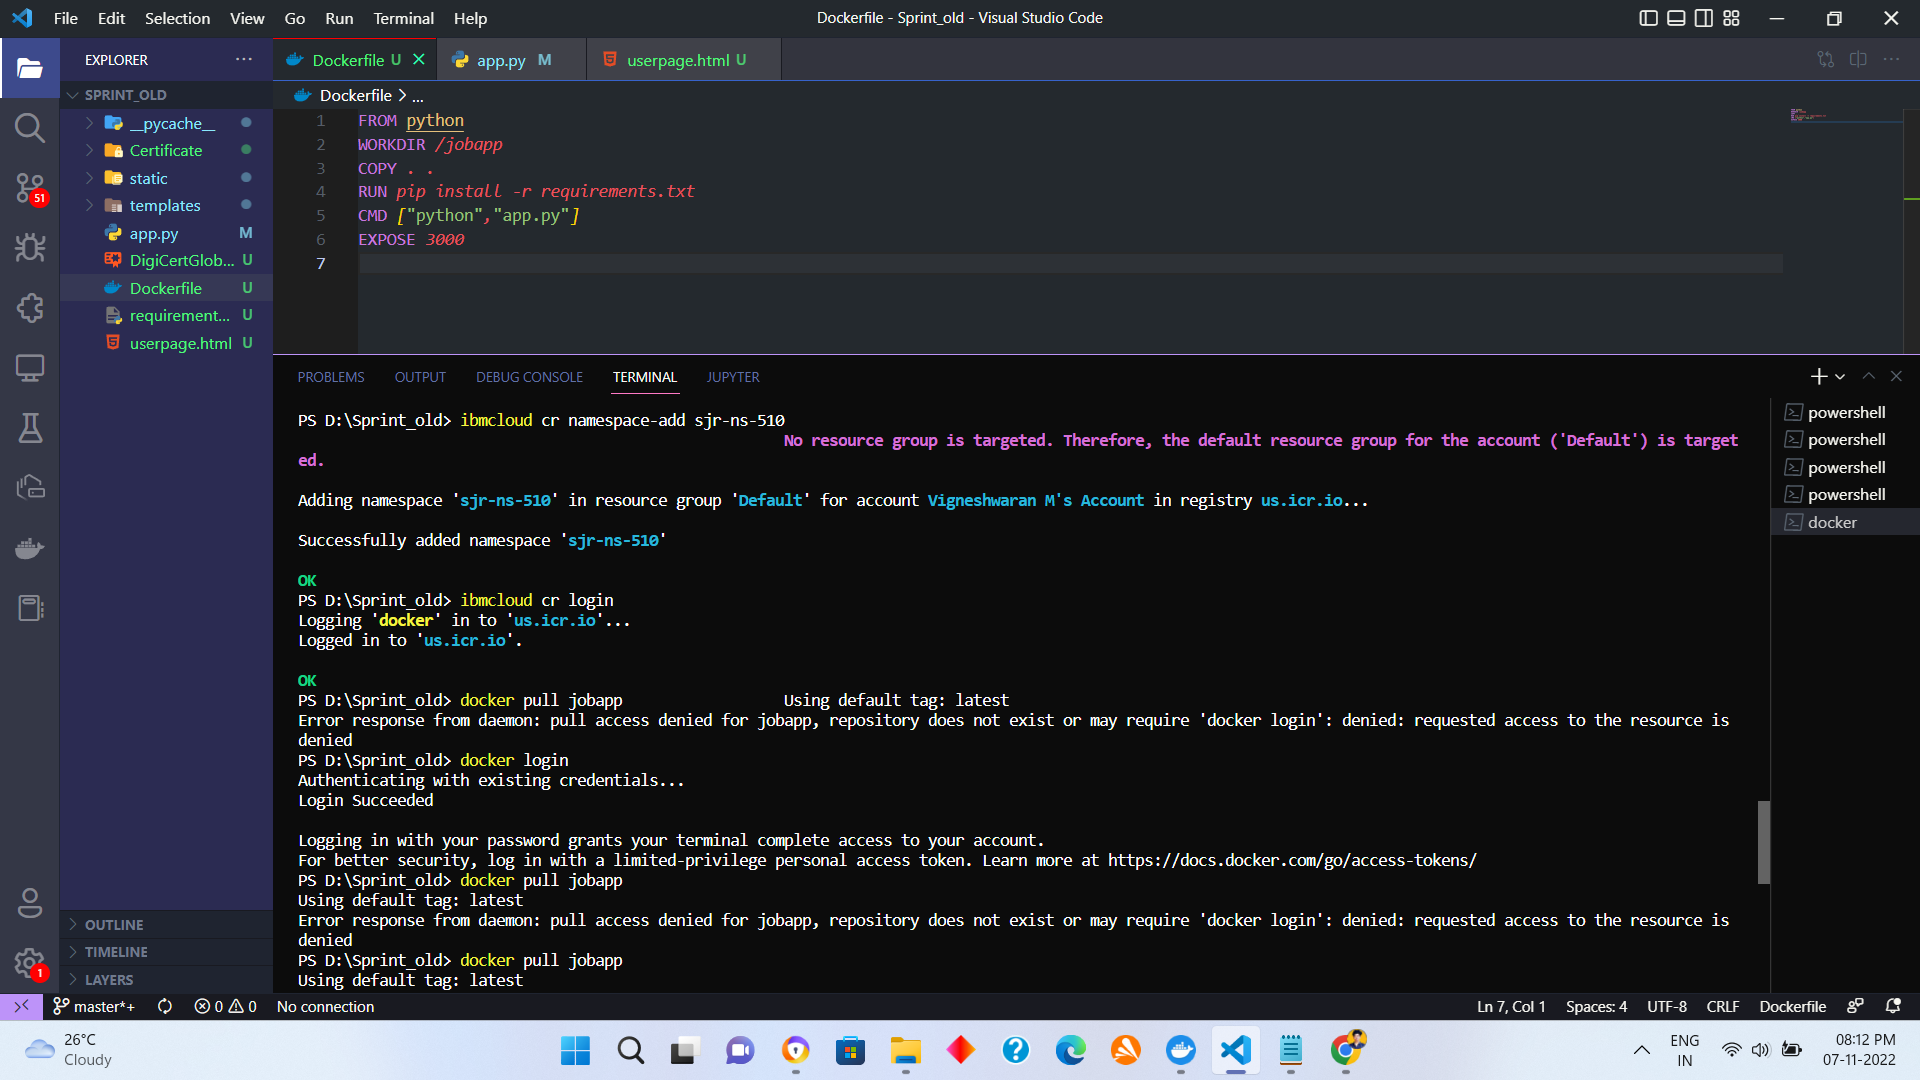 File Edit Selection View Go Run Terminal Help
Dockerfile - Sprint_old - Visual Studio Code
EXPLORER
Dockerfile U
app.py M
userpage.html U
SPRINT_OLD
Dockerfile > ...
__pycache__
Certificate
static
templates
app.py M
DigiCertGlob... U
Dockerfile U
requirement... U
userpage.html U
51
1 FROM python
2 WORKDIR /jobapp
3 COPY . .
4 RUN pip install -r requirements.txt
5 CMD ["python","app.py"]
6 EXPOSE 3000
7
PROBLEMS OUTPUT DEBUG CONSOLE TERMINAL JUPYTER
powershell
powershell
powershell
powershell
docker
PS D:\Sprint_old> ibmcloud cr namespace-add sjr-ns-510
No resource group is targeted. Therefore, the default resource group for the account ('Default') is target
ed.
Adding namespace 'sjr-ns-510' in resource group 'Default' for account Vigneshwaran M's Account in registry us.icr.io...
Successfully added namespace 'sjr-ns-510'
OK
PS D:\Sprint_old> ibmcloud cr login
Logging 'docker' in to 'us.icr.io'...
Logged in to 'us.icr.io'.
OK
PS D:\Sprint_old> docker pull jobapp Using default tag: latest
Error response from daemon: pull access denied for jobapp, repository does not exist or may require 'docker login': denied: requested access to the resource is
denied
PS D:\Sprint_old> docker login
Authenticating with existing credentials...
Login Succeeded
Logging in with your password grants your terminal complete access to your account.
For better security, log in with a limited-privilege personal access token. Learn more at https://docs.docker.com/go/access-tokens/
PS D:\Sprint_old> docker pull jobapp
Using default tag: latest
Error response from daemon: pull access denied for jobapp, repository does not exist or may require 'docker login': denied: requested access to the resource is
denied
PS D:\Sprint_old> docker pull jobapp
Using default tag: latest
OUTLINE
TIMELINE
LAYERS
1
master*+ 0 0 No connection
Ln 7, Col 1 Spaces: 4 UTF-8 CRLF Dockerfile
26°C
Cloudy
ENG
IN
08:12 PM
07-11-2022